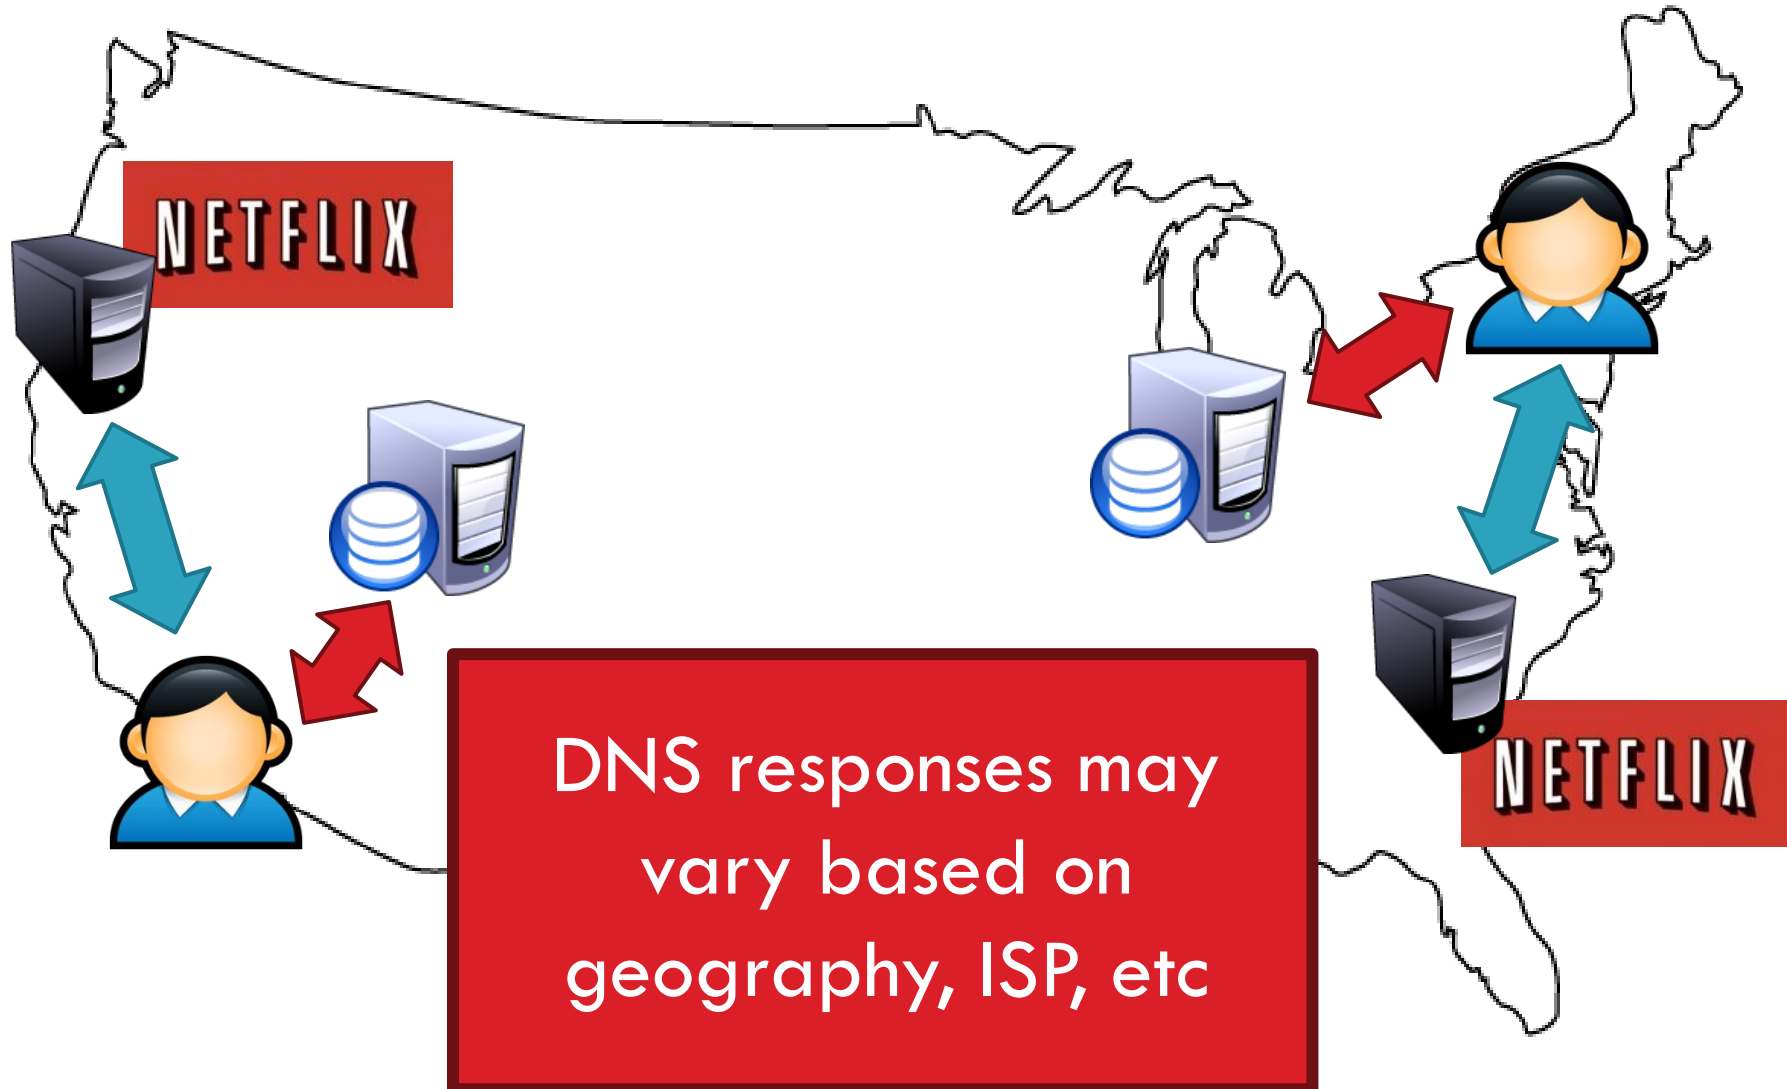 NETFLIX
NETFLIX
DNS responses may
vary based on
geography, ISP, etc